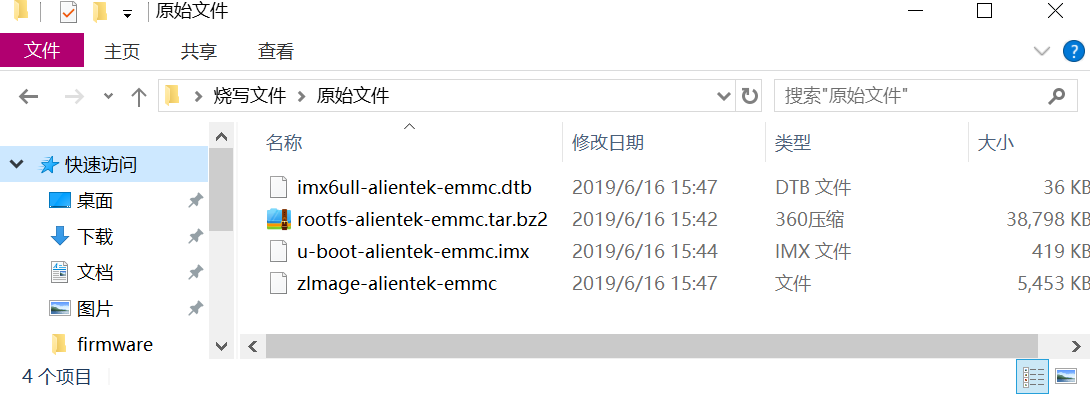 原始文件
文件 主页 共享 查看
烧写文件 原始文件 搜索"原始文件"
名称 修改日期 类型 大小
快速访问
桌面
下载
文档
图片
firmware
imx6ull-alientek-emmc.dtb 2019/6/16 15:47 DTB 文件 36 KB
rootfs-alientek-emmc.tar.bz2 2019/6/16 15:42 360压缩 38,798 KB
u-boot-alientek-emmc.imx 2019/6/16 15:44 IMX 文件 419 KB
zImage-alientek-emmc 2019/6/16 15:47 文件 5,453 KB
4 个项目